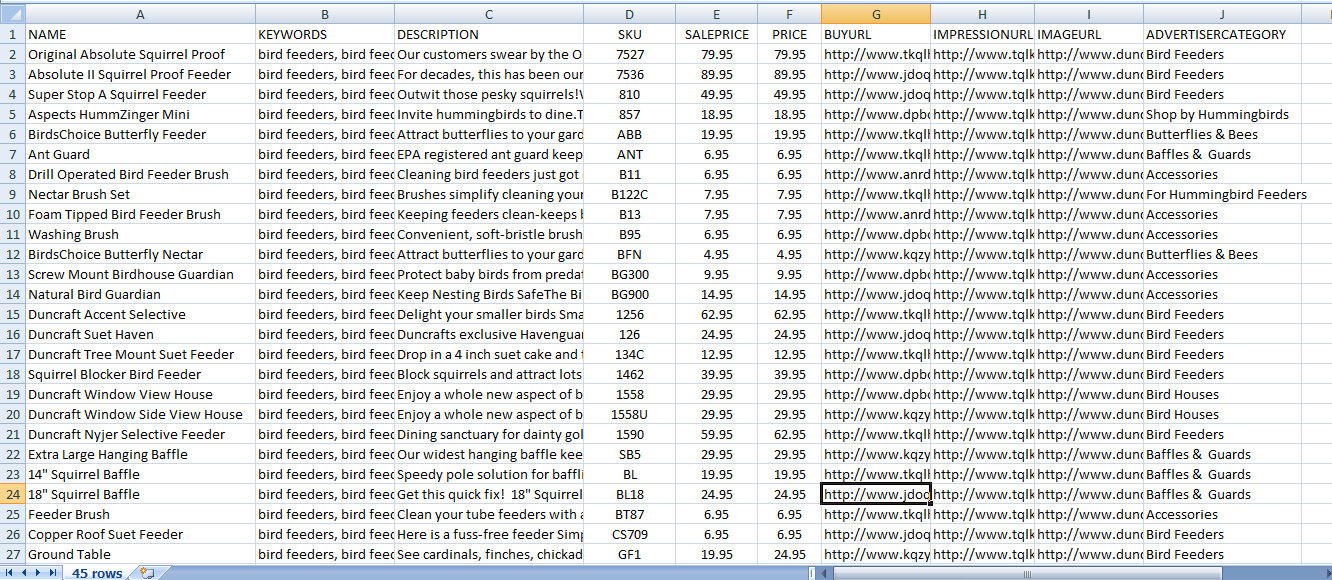 A B C D E F G H I J
1 NAME KEYWORDS DESCRIPTION SKU SALEPRICE PRICE BUYURL IMPRESSIONURL IMAGEURL ADVERTISERCATEGORY
2 Original Absolute Squirrel Proof bird feeders, bird feed Our customers swear by the O 7527 79.95 79.95 http://www.tkqlh http://www.tqlk http://www.dunc Bird Feeders
3 Absolute II Squirrel Proof Feeder bird feeders, bird feed For decades, this has been our 7536 89.95 89.95 http://www.jdoq http://www.tqlk http://www.dunc Bird Feeders
4 Super Stop A Squirrel Feeder bird feeders, bird feed Outwit those pesky squirrels!W 810 49.95 49.95 http://www.jdoq http://www.tqlk http://www.dunc Bird Feeders
5 Aspects HummZinger Mini bird feeders, bird feed Invite hummingbirds to dine.T 857 18.95 18.95 http://www.dpbo http://www.tqlk http://www.dunc Shop by Hummingbirds
6 BirdsChoice Butterfly Feeder bird feeders, bird feed Attract butterflies to your gard ABB 19.95 19.95 http://www.tkqlh http://www.tqlk http://www.dunc Butterflies & Bees
7 Ant Guard bird feeders, bird feed EPA registered ant guard keep ANT 6.95 6.95 http://www.tkqlh http://www.tqlk http://www.dunc Baffles & Guards
8 Drill Operated Bird Feeder Brush bird feeders, bird feed Cleaning bird feeders just got B11 6.95 6.95 http://www.anrd http://www.tqlk http://www.dunc Accessories
9 Nectar Brush Set bird feeders, bird feed Brushes simplify cleaning your B122C 7.95 7.95 http://www.tkqlh http://www.tqlk http://www.dunc For Hummingbird Feeders
10 Foam Tipped Bird Feeder Brush bird feeders, bird feed Keeping feeders clean-keeps b B13 7.95 7.95 http://www.anrd http://www.tqlk http://www.dunc Accessories
11 Washing Brush bird feeders, bird feed Convenient, soft-bristle brush B95 6.95 6.95 http://www.dpbo http://www.tqlk http://www.dunc Accessories
12 BirdsChoice Butterfly Nectar bird feeders, bird feed Attract butterflies to your gard BFN 4.95 4.95 http://www.kqzy http://www.tqlk http://www.dunc Butterflies & Bees
13 Screw Mount Birdhouse Guardian bird feeders, bird feed Protect baby birds from predat BG300 9.95 9.95 http://www.dpbo http://www.tqlk http://www.dunc Accessories
14 Natural Bird Guardian bird feeders, bird feed Keep Nesting Birds SafeThe Bi BG900 14.95 14.95 http://www.jdoq http://www.tqlk http://www.dunc Accessories
15 Duncraft Accent Selective bird feeders, bird feed Delight your smaller birds Sma 1256 62.95 62.95 http://www.tkqlh http://www.tqlk http://www.dunc Bird Feeders
16 Duncraft Suet Haven bird feeders, bird feed Duncrafts exclusive Havenguar 126 24.95 24.95 http://www.jdoq http://www.tqlk http://www.dunc Bird Feeders
17 Duncraft Tree Mount Suet Feeder bird feeders, bird feed Drop in a 4 inch suet cake and t 134C 12.95 12.95 http://www.tkqlh http://www.tqlk http://www.dunc Bird Feeders
18 Squirrel Blocker Bird Feeder bird feeders, bird feed Block squirrels and attract lots 1462 39.95 39.95 http://www.dpbo http://www.tqlk http://www.dunc Bird Feeders
19 Duncraft Window View House bird feeders, bird feed Enjoy a whole new aspect of b 1558 29.95 29.95 http://www.dpbo http://www.tqlk http://www.dunc Bird Houses
20 Duncraft Window Side View House bird feeders, bird feed Enjoy a whole new aspect of b 1558U 29.95 29.95 http://www.kqzy http://www.tqlk http://www.dunc Bird Houses
21 Duncraft Nyjer Selective Feeder bird feeders, bird feed Dining sanctuary for dainty gol 1590 59.95 62.95 http://www.tkqlh http://www.tqlk http://www.dunc Bird Feeders
22 Extra Large Hanging Baffle bird feeders, bird feed Our widest hanging baffle kee SB5 29.95 29.95 http://www.kqzy http://www.tqlk http://www.dunc Baffles & Guards
23 14" Squirrel Baffle bird feeders, bird feed Speedy pole solution for baffli BL 19.95 19.95 http://www.tkqlh http://www.tqlk http://www.dunc Baffles & Guards
24 18" Squirrel Baffle bird feeders, bird feed Get this quick fix! 18" Squirrel BL18 24.95 24.95 http://www.jdoq http://www.tqlk http://www.dunc Baffles & Guards
25 Feeder Brush bird feeders, bird feed Clean your tube feeders with a BT87 6.95 6.95 http://www.tkqlh http://www.tqlk http://www.dunc Accessories
26 Copper Roof Suet Feeder bird feeders, bird feed Here is a fuss-free feeder Simp CS709 6.95 6.95 http://www.jdoq http://www.tqlk http://www.dunc Bird Feeders
27 Ground Table bird feeders, bird feed See cardinals, finches, chickad GF1 19.95 24.95 http://www.kqzy http://www.tqlk http://www.dunc Bird Feeders
45 rows